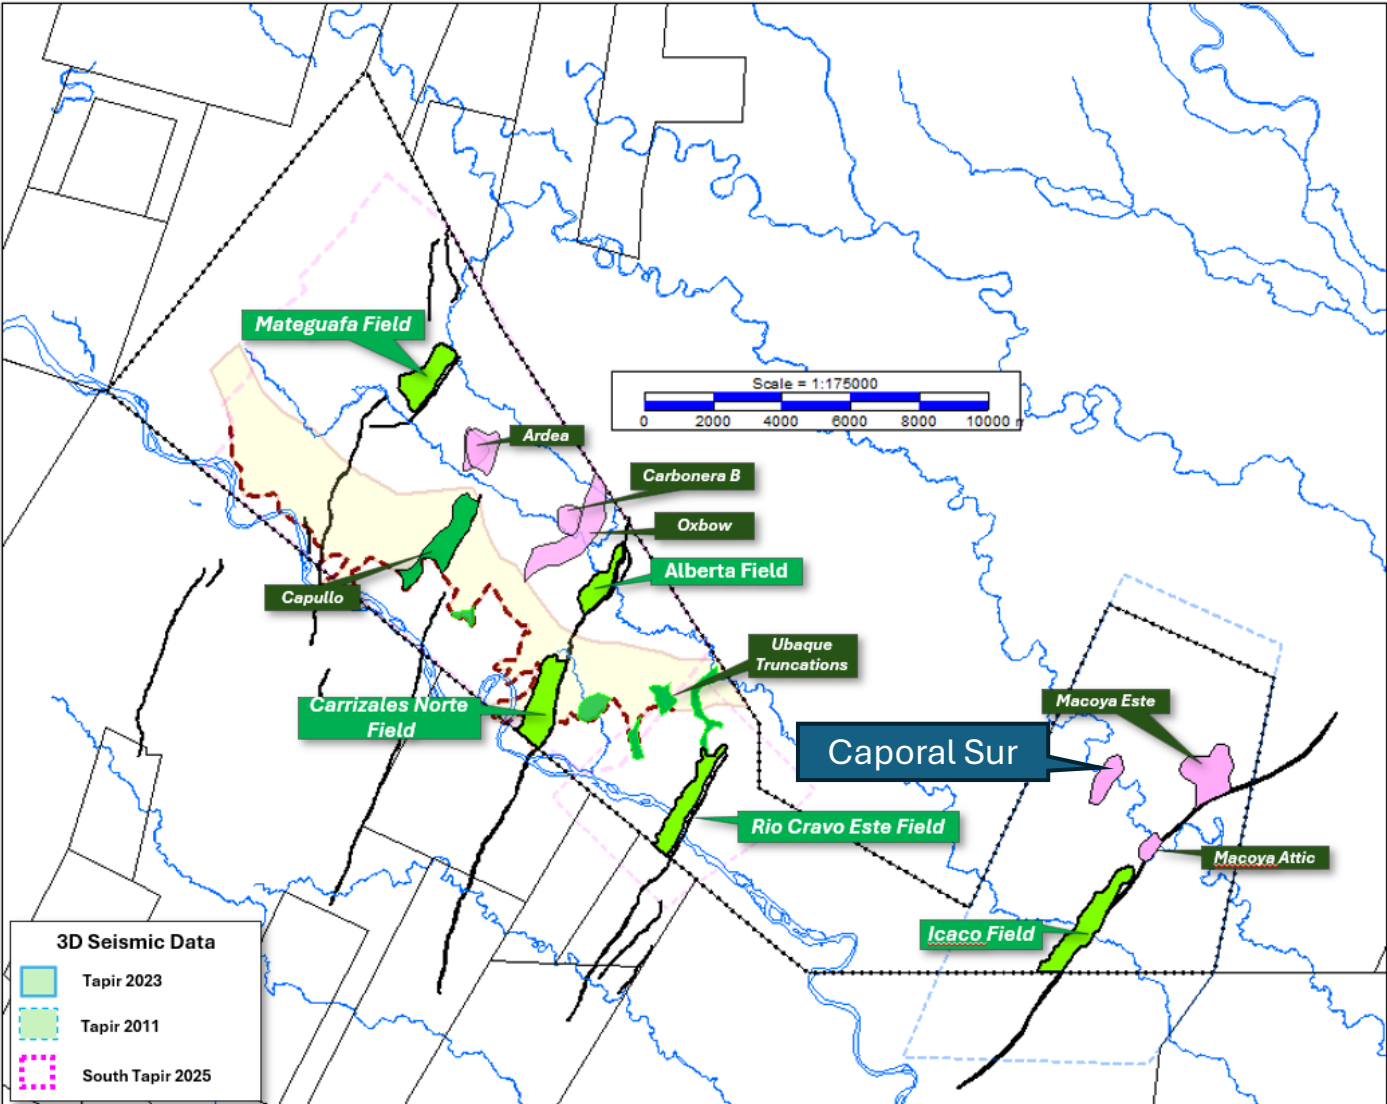 Mateguafa Field
Scale = 1:175000
0 2000 4000 6000 8000 10000 m
Ardea
Carbonera B
Oxbow
Alberta Field
Capullo
Ubaque
Truncations
Carrizales Norte
Field
Macoya Este
Caporal Sur
Rio Cravo Este Field
Macoya Attic
Icaco Field
3D Seismic Data
Tapir 2023
Tapir 2011
South Tapir 2025